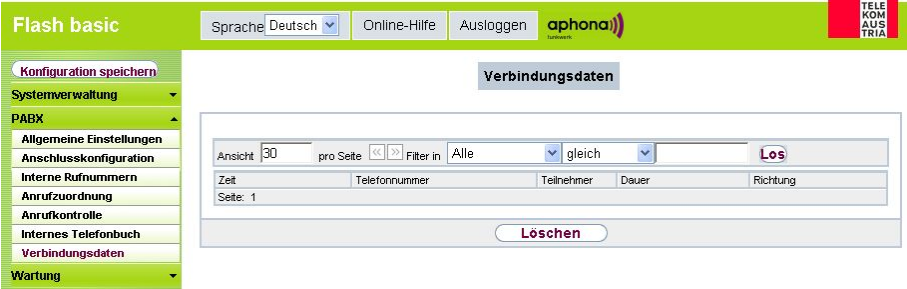 Flash basic
Sprache Deutsch Online-Hilfe Ausloggen aphona
funkwerk
TELE
KOM
AUS
TRIA
Konfiguration speichern
Systemverwaltung
PABX
Allgemeine Einstellungen
Anschlusskonfiguration
Interne Rufnummern
Anrufzuordnung
Anrufkontrolle
Internes Telefonbuch
Verbindungsdaten
Wartung
Verbindungsdaten
Ansicht 30 pro Seite << >> Filter in Alle gleich Los
Zeit Telefonnummer Teilnehmer Dauer Richtung
Seite: 1
Löschen